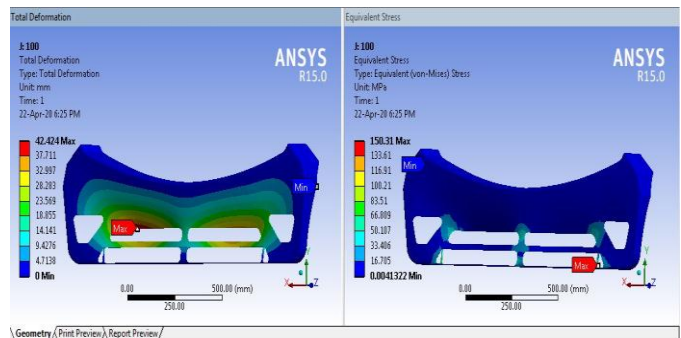 Total Deformation
J: 100
Total Deformation
Type: Total Deformation
Unit: mm
Time: 1
22-Apr-20 6:25 PM
ANSYS
R15.0
42.424 Max
37.711
32.997
28.283
23.569
18.855
14.141
9.4276
4.7138
0 Min
Min
Max
0.00
500.00 (mm)
250.00
Y
X
Z
Equivalent Stress
J: 100
Equivalent Stress
Type: Equivalent (von-Mises) Stress
Unit: MPa
Time: 1
22-Apr-20 6:25 PM
ANSYS
R15.0
150.31 Max
133.61
116.91
100.21
83.51
66.809
50.107
33.406
16.705
0.0041322 Min
Min
Max
0.00
500.00 (mm)
250.00
Y
X
Z
Geometry / Print Preview / Report Preview /